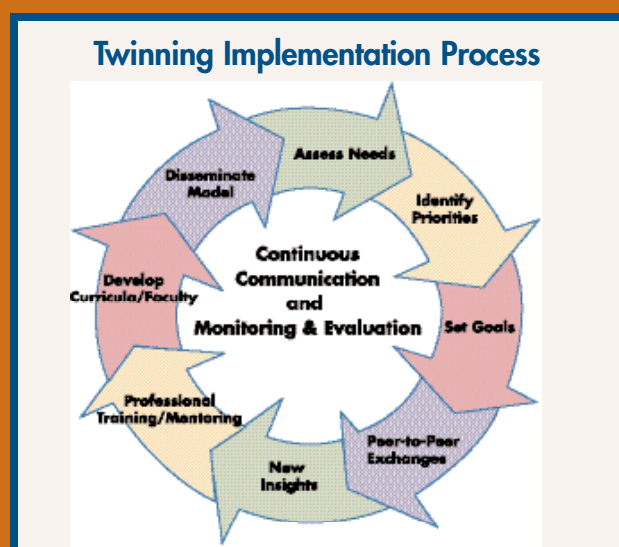 Twinning Implementation Process
Assess Needs
Identify
Priorities
Set Goals
Peer-to-Peer
Exchanges
New
Insights
Professional
Training/Mentoring
Develop
Curricula/Faculty
Disseminate
Model
Continuous
Communication
and
Monitoring & Evaluation